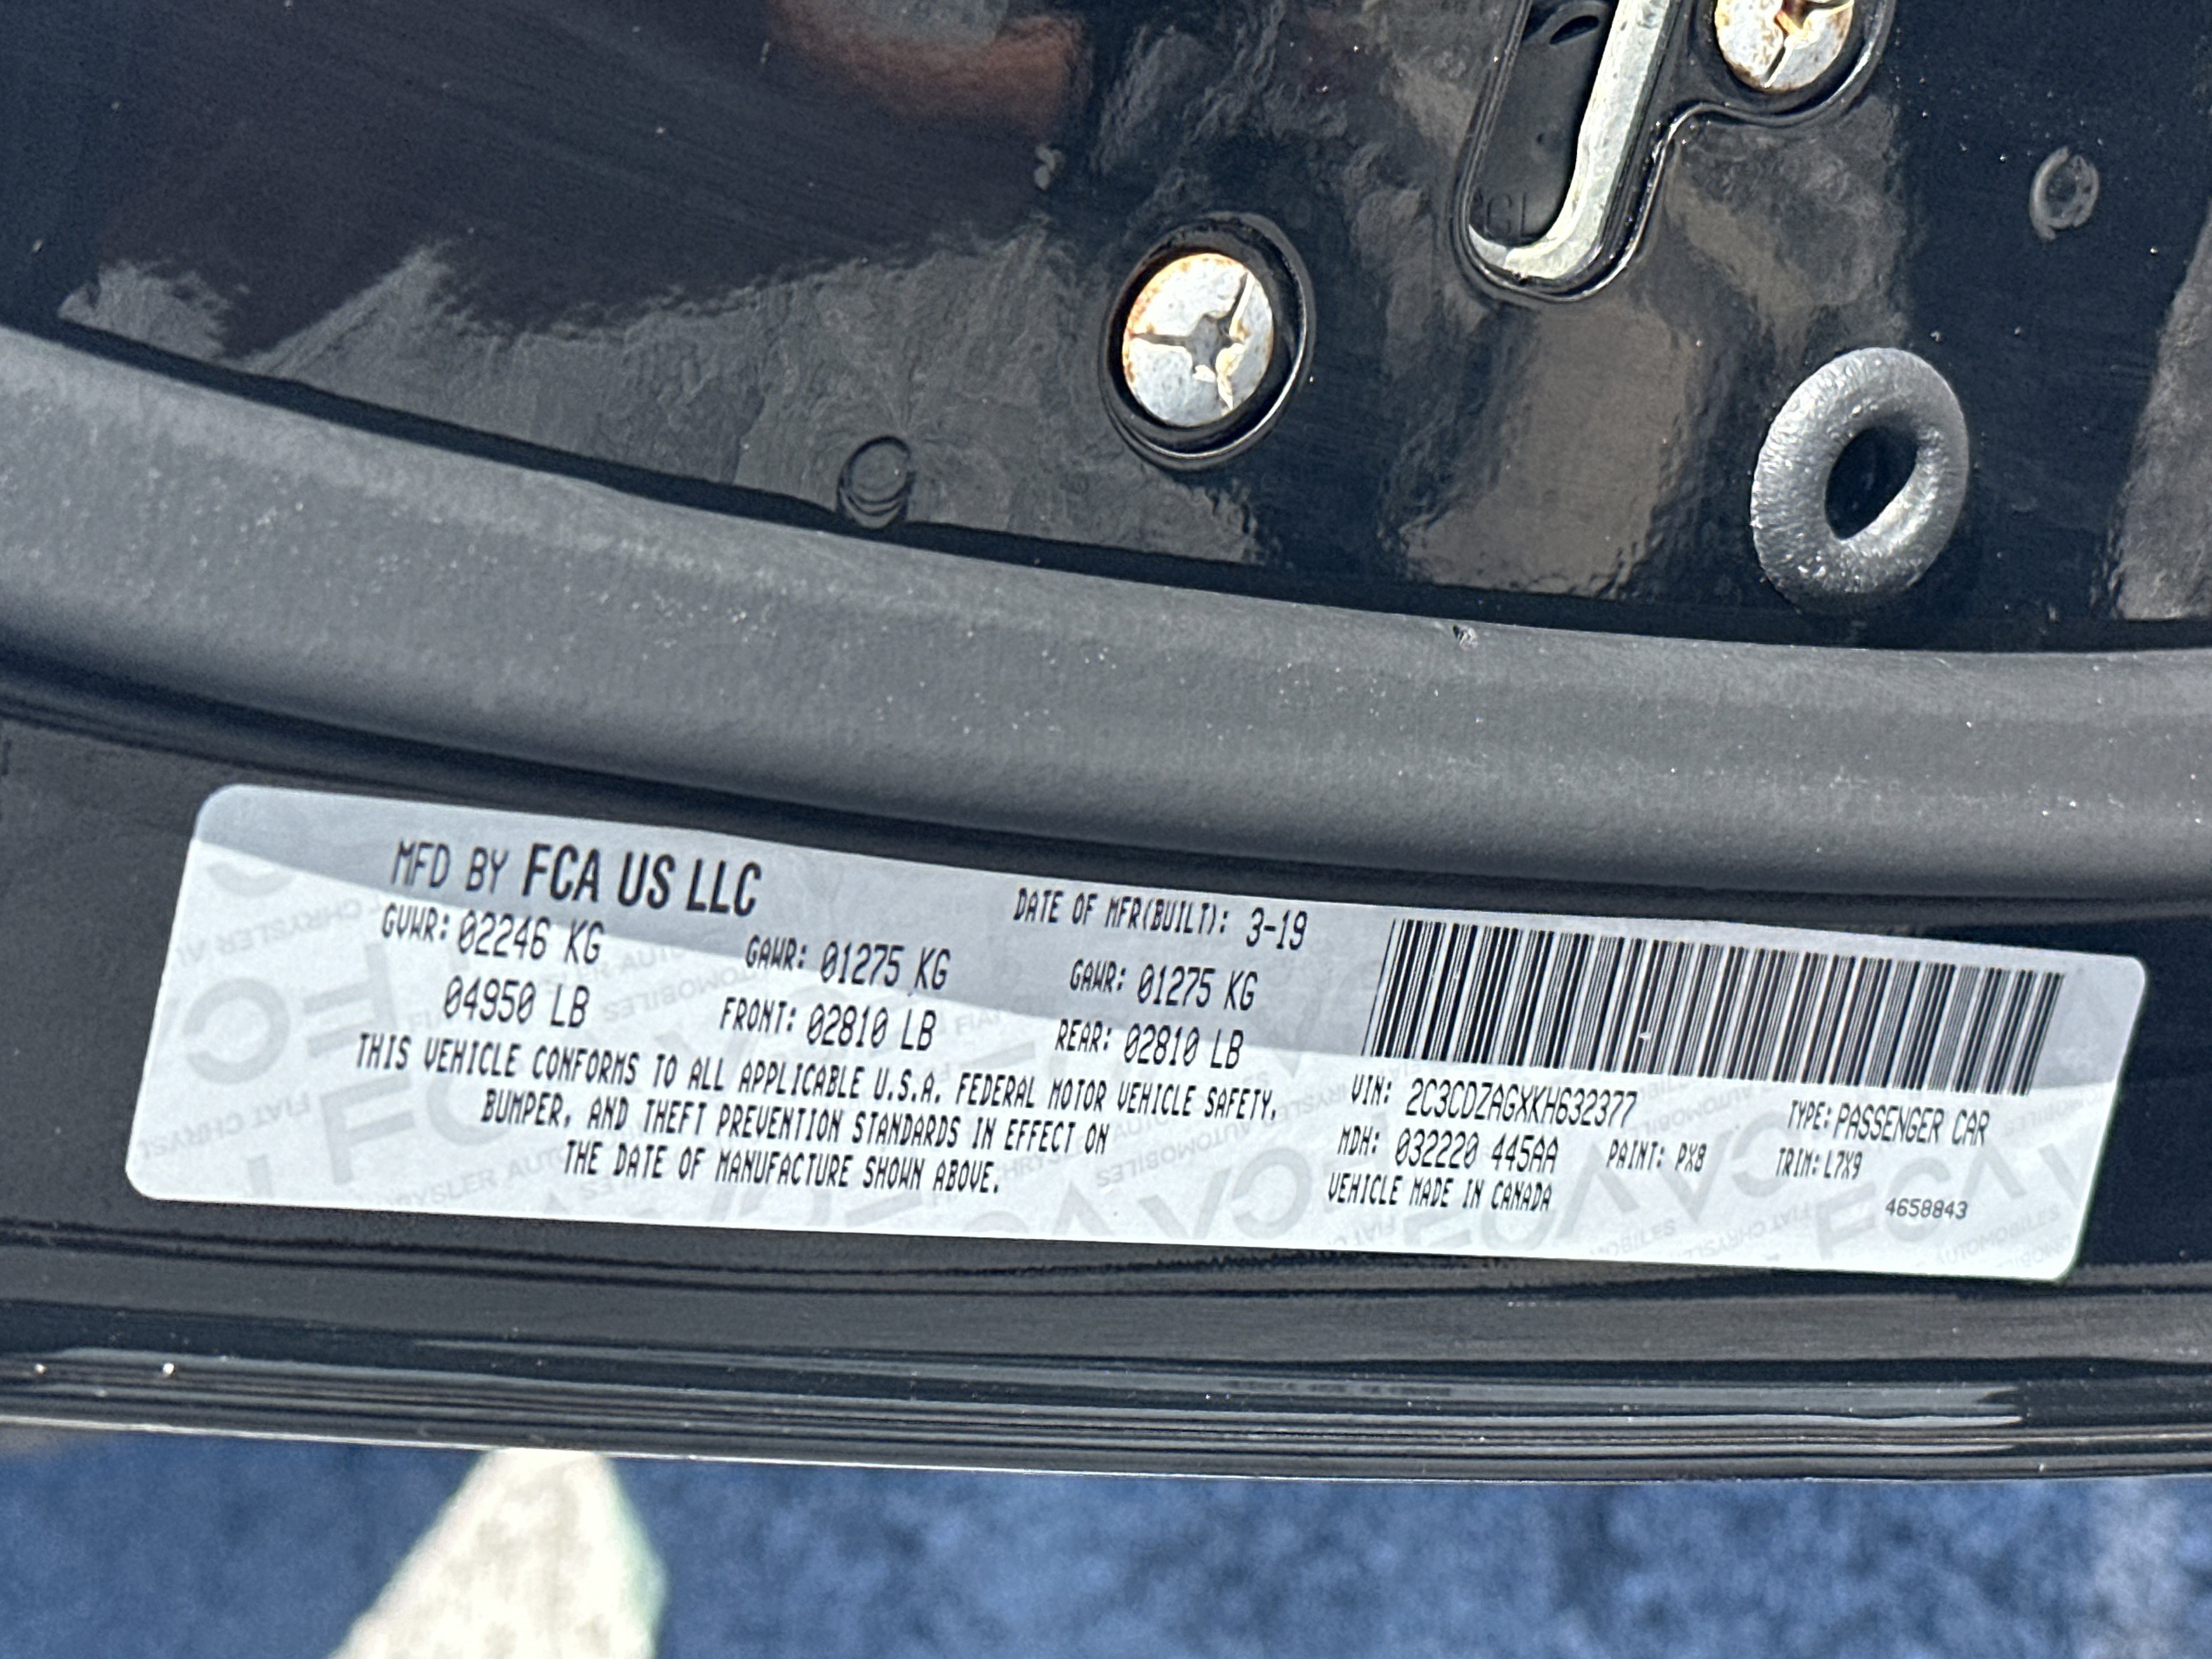 MFD BY FCA US LLC
DATE OF MFR(BUILT): 3-19
GVWR: 02246 KG
04950 LB
GAWR: 01275 KG
FRONT: 02810 LB
GAWR: 01275 KG
REAR: 02810 LB
THIS VEHICLE CONFORMS TO ALL APPLICABLE U.S.A. FEDERAL MOTOR VEHICLE SAFETY,
BUMPER, AND THEFT PREVENTION STANDARDS IN EFFECT ON
THE DATE OF MANUFACTURE SHOWN ABOVE.
VIN: 2C3CDZAGXKH632377
TYPE: PASSENGER CAR
MDH: 032220 445AA
PAINT: PX8
TRIM: L7X9
VEHICLE MADE IN CANADA
4658843